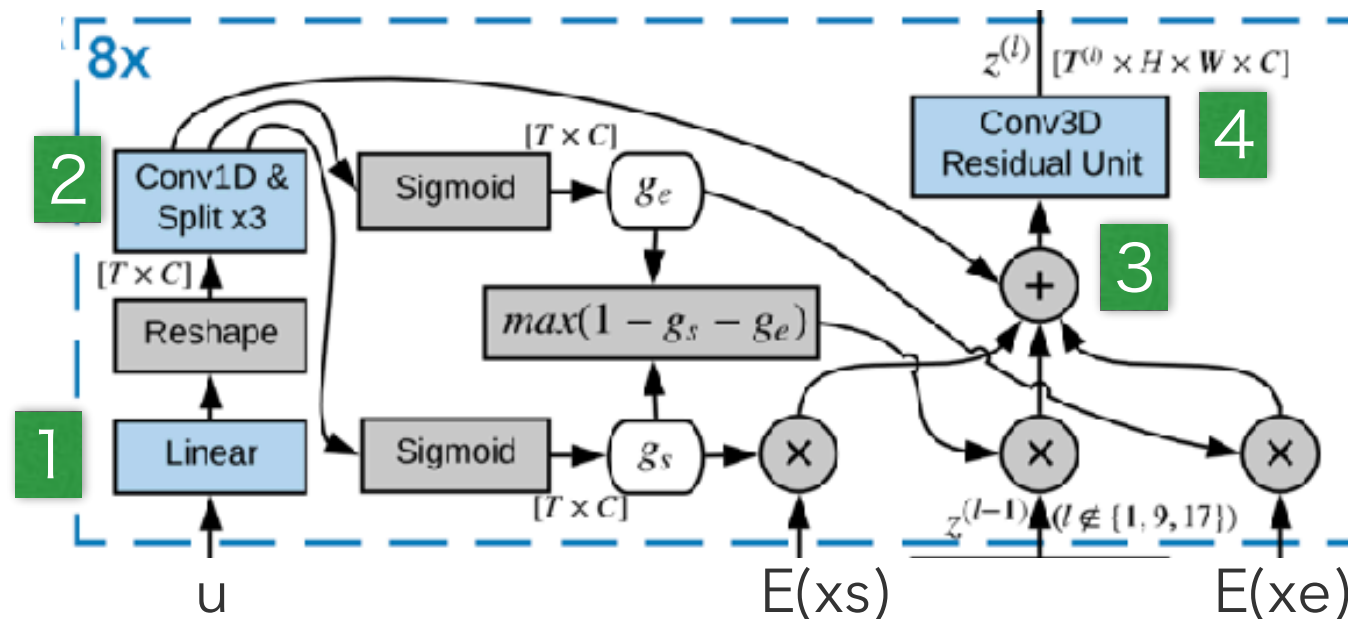 8x
z^(l) [T^(l) × H × W × C]
4
Conv3D
Residual Unit
2
Conv1D &
Split x3
[T × C]
Sigmoid
g_e
3
+
[T × C]
Reshape
max(1 − g_s − g_e)
1
Linear
Sigmoid
g_s
×
×
×
[T × C]
z^(l−1) (l ∉ {1, 9, 17})
u
E(xs)
E(xe)